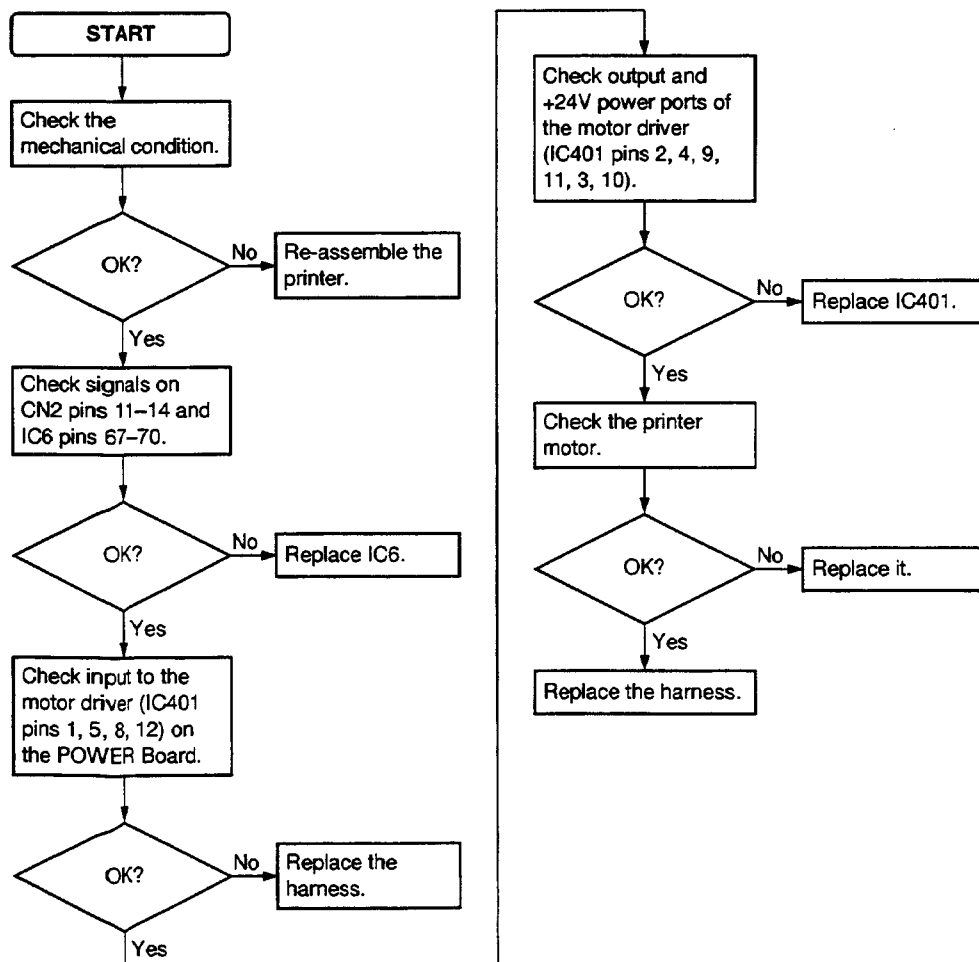 START
Check the
mechanical condition.
OK?
No
Re-assemble the
printer.
Yes
Check signals on
CN2 pins 11–14 and
IC6 pins 67–70.
OK?
No
Replace IC6.
Yes
Check input to the
motor driver (IC401
pins 1, 5, 8, 12) on
the POWER Board.
OK?
No
Replace the
harness.
Yes
Check output and
+24V power ports of
the motor driver
(IC401 pins 2, 4, 9,
11, 3, 10).
OK?
No
Replace IC401.
Yes
Check the printer
motor.
OK?
No
Replace it.
Yes
Replace the harness.